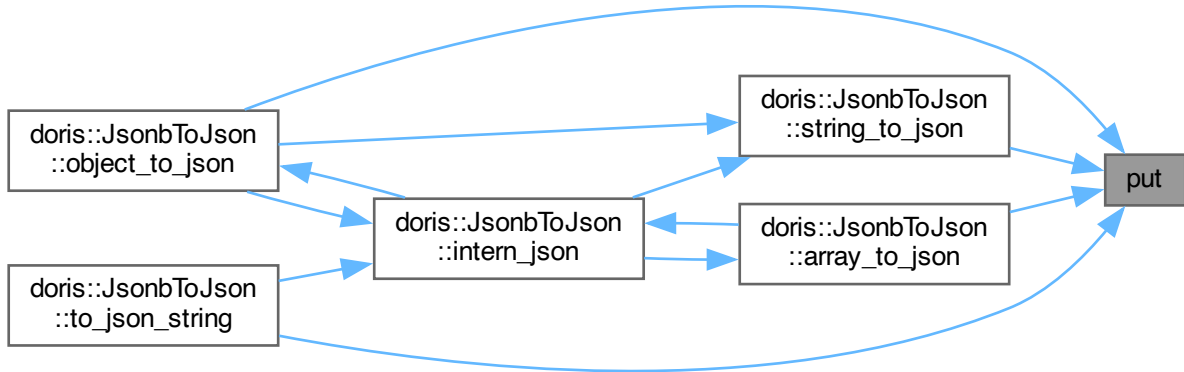 doris::JsonbToJson
::object_to_json
doris::JsonbToJson
::to_json_string
doris::JsonbToJson
::intern_json
doris::JsonbToJson
::string_to_json
doris::JsonbToJson
::array_to_json
put